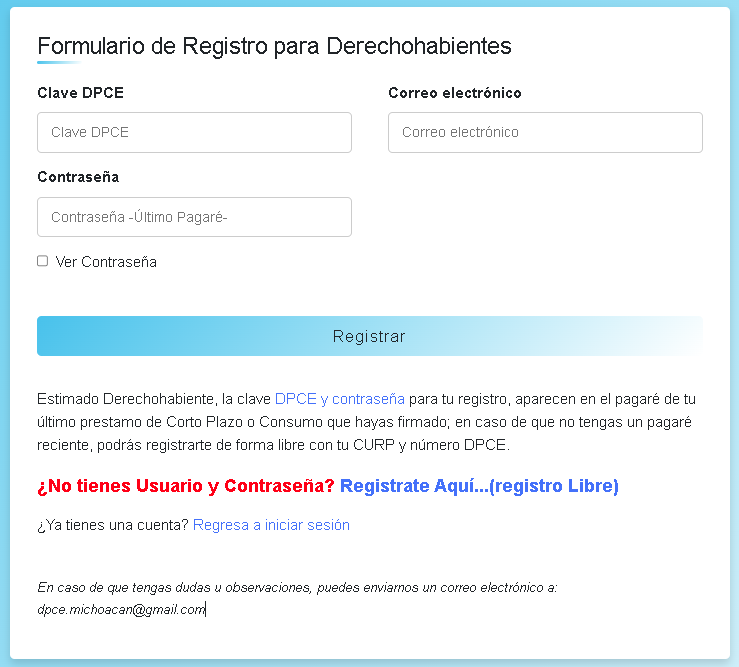 Formulario de Registro para Derechohabientes
Clave DPCE
Correo electrónico
Clave DPCE
Correo electrónico
Contraseña
Contraseña -Último Pagaré-
Ver Contraseña
Registrar
Estimado Derechohabiente, la clave DPCE y contraseña para tu registro, aparecen en el pagaré de tu
último prestamo de Corto Plazo o Consumo que hayas firmado; en caso de que no tengas un pagaré
reciente, podrás registrarte de forma libre con tu CURP y número DPCE.
¿No tienes Usuario y Contraseña? Registrate Aquí...(registro Libre)
¿Ya tienes una cuenta? Regresa a iniciar sesión
En caso de que tengas dudas u observaciones, puedes enviarnos un correo electrónico a:
dpce.michoacan@gmail.com